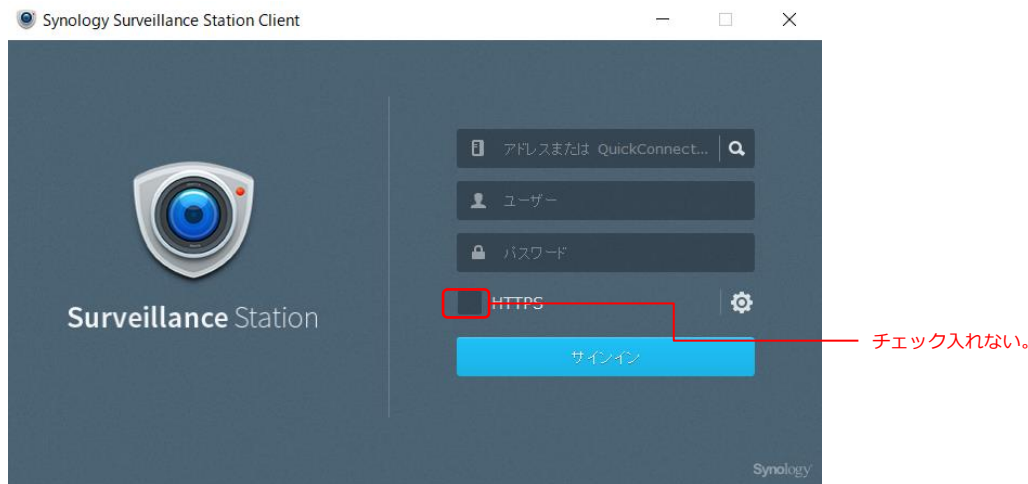 Synology Surveillance Station Client
アドレスまたは QuickConnect...
ユーザー
パスワード
HTTPS
Surveillance Station
チェック入れない。
サインイン
Synology